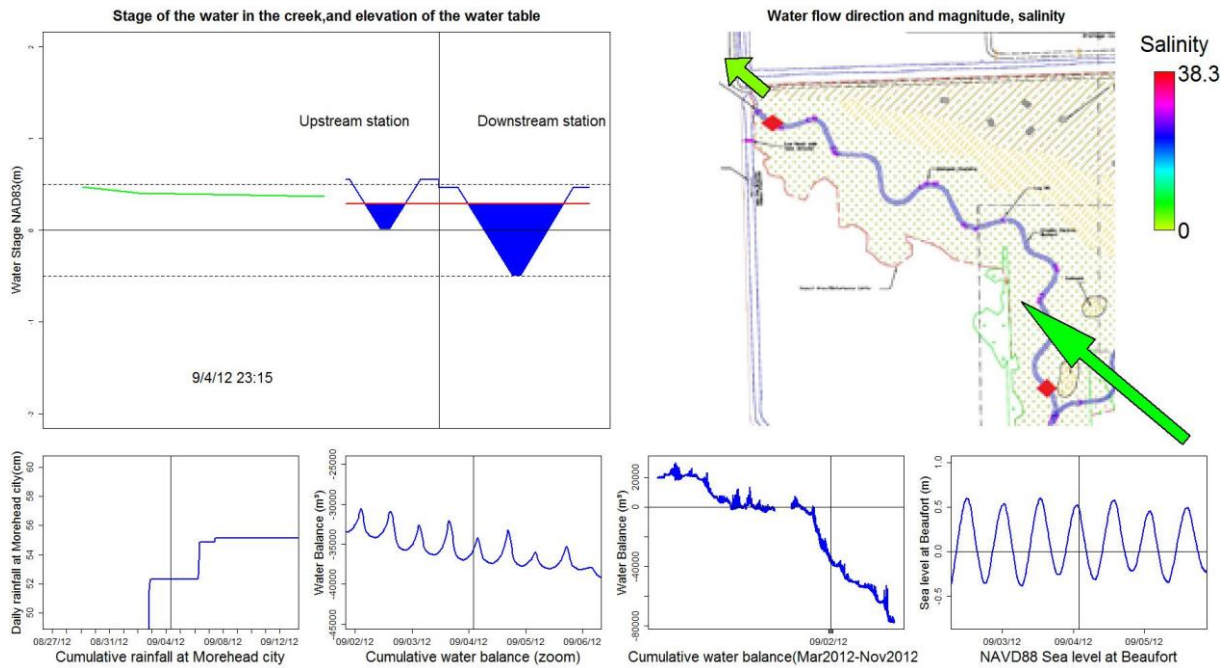 Stage of the water in the creek,and elevation of the water table
Water flow direction and magnitude, salinity
Water Stage NAD83(m)
2
1
0
-1
-2
Upstream station
Downstream station
9/4/12 23:15
Salinity
38.3
0
Daily rainfall at Morehead city(cm)
60
58
56
54
52
50
08/27/12
08/31/12
09/04/12
09/08/12
09/12/12
Cumulative rainfall at Morehead city
Water Balance (m³)
-25000
-30000
-35000
-40000
-45000
09/02/12
09/03/12
09/04/12
09/05/12
09/06/12
Cumulative water balance (zoom)
Water Balance (m³)
20000
0
-40000
-80000
09/02/12
Cumulative water balance(Mar2012-Nov2012
Sea level at Beaufort (m)
1.0
0.5
0.0
-0.5
09/03/12
09/04/12
09/05/12
NAVD88 Sea level at Beaufort